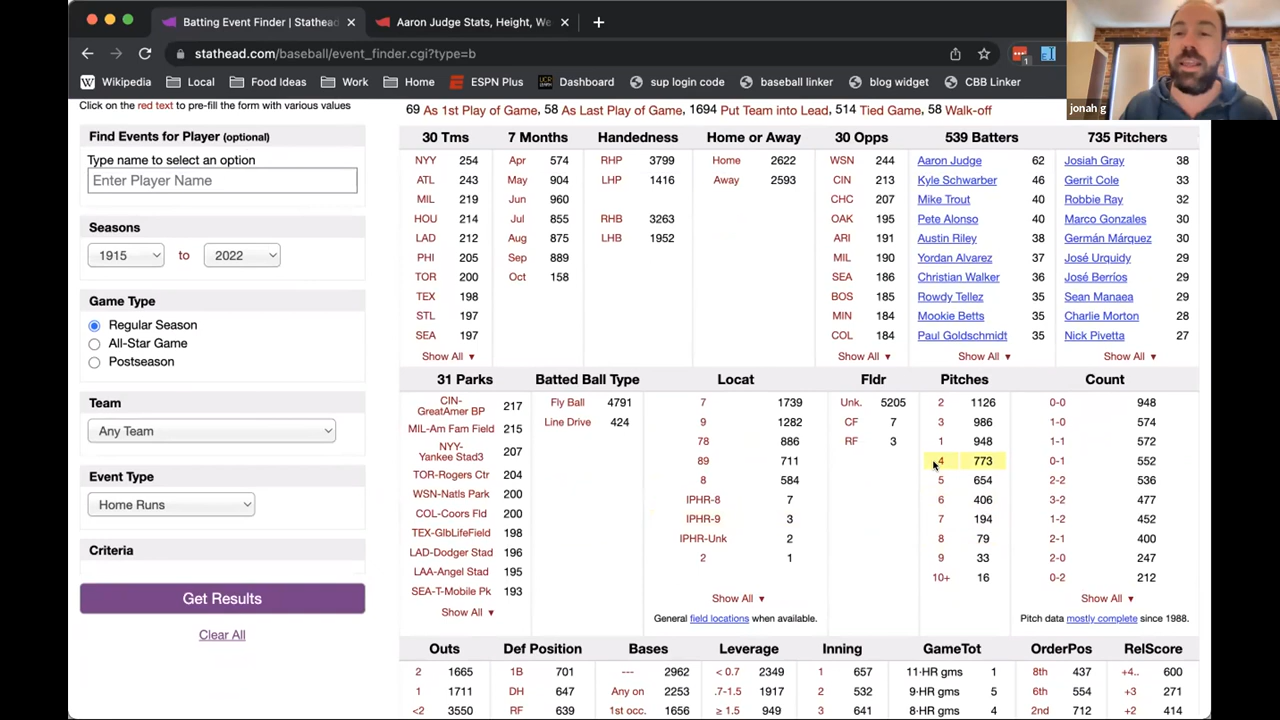 Batting Event Finder | Stathead
Aaron Judge Stats, Height, We
stathead.com/baseball/event_finder.cgi?type=b
1
Wikipedia Local Food Ideas Work Home ESPN Plus Dashboard sup login code baseball linker blog widget CBB Linker
jonah g
Click on the red text to pre-fill the form with various values
Find Events for Player (optional)
Type name to select an option
Enter Player Name
Seasons
1915 to 2022
Game Type
Regular Season
All-Star Game
Postseason
Team
Any Team
Event Type
Home Runs
Criteria
Get Results
Clear All
69 As 1st Play of Game, 58 As Last Play of Game, 1694 Put Team into Lead, 514 Tied Game, 58 Walk-off
30 Tms 7 Months Handedness Home or Away 30 Opps 539 Batters 735 Pitchers
NYY 254 Apr 574 RHP 3799 Home 2622 WSN 244 Aaron Judge 62 Josiah Gray 38
ATL 243 May 904 LHP 1416 Away 2593 CIN 213 Kyle Schwarber 46 Gerrit Cole 33
MIL 219 Jun 960 CHC 207 Mike Trout 40 Robbie Ray 32
HOU 214 Jul 855 RHB 3263 OAK 195 Pete Alonso 40 Marco Gonzales 30
LAD 212 Aug 875 LHB 1952 ARI 191 Austin Riley 38 Germán Márquez 30
PHI 205 Sep 889 MIL 190 Yordan Alvarez 37 José Urquidy 29
TOR 200 Oct 158 SEA 186 Christian Walker 36 José Berríos 29
TEX 198 BOS 185 Rowdy Tellez 35 Sean Manaea 29
STL 197 MIN 184 Mookie Betts 35 Charlie Morton 28
SEA 197 COL 184 Paul Goldschmidt 35 Nick Pivetta 27
Show All ▼ Show All ▼ Show All ▼ Show All ▼
31 Parks Batted Ball Type Locat Fldr Pitches Count
CIN-GreatAmer BP 217 Fly Ball 4791 7 1739 Unk. 5205 2 1126 0-0 948
MIL-Am Fam Field 215 Line Drive 424 9 1282 CF 7 3 986 1-0 574
NYY-Yankee Stad3 207 78 886 RF 3 1 948 1-1 572
TOR-Rogers Ctr 204 89 711 4 773 0-1 552
WSN-Natls Park 200 8 584 5 654 2-2 536
COL-Coors Fld 200 IPHR-8 7 6 406 3-2 477
TEX-GlbLifeField 198 IPHR-9 3 7 194 1-2 452
LAD-Dodger Stad 196 IPHR-Unk 2 8 79 2-1 400
LAA-Angel Stad 195 2 1 9 33 2-0 247
SEA-T-Mobile Pk 193 10+ 16 0-2 212
Show All ▼ Show All ▼ Show All ▼
General field locations when available. Pitch data mostly complete since 1988.
Outs Def Position Bases Leverage Inning GameTot OrderPos RelScore
2 1665 1B 701 --- 2962 < 0.7 2349 1 657 11-HR gms 1 8th 437 +4.. 600
1 1711 DH 647 Any on 2253 .7-1.5 1917 2 532 9-HR gms 5 6th 554 +3 271
<2 3550 RF 639 1st occ. 1656 ≥ 1.5 949 3 641 8-HR gms 4 2nd 712 +2 414